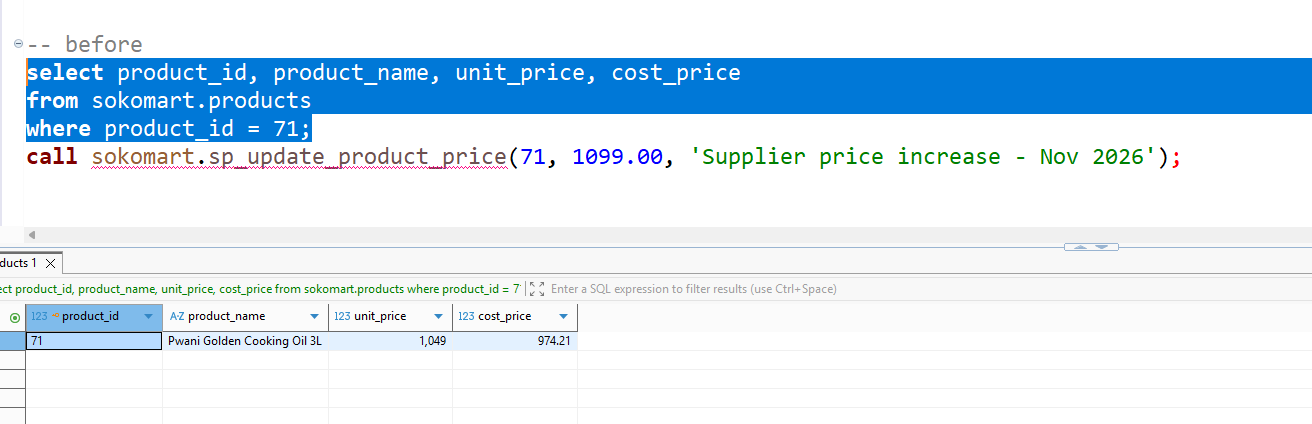 -- before
select product_id, product_name, unit_price, cost_price
from sokomart.products
where product_id = 71;
call sokomart.sp_update_product_price(71, 1099.00, 'Supplier price increase - Nov 2026');
ducts 1
ect product_id, product_name, unit_price, cost_price from sokomart.products where product_id = 7 Enter a SQL expression to filter results (use Ctrl+Space)
123 product_id A-Z product_name 123 unit_price 123 cost_price
71 Pwani Golden Cooking Oil 3L 1,049 974.21